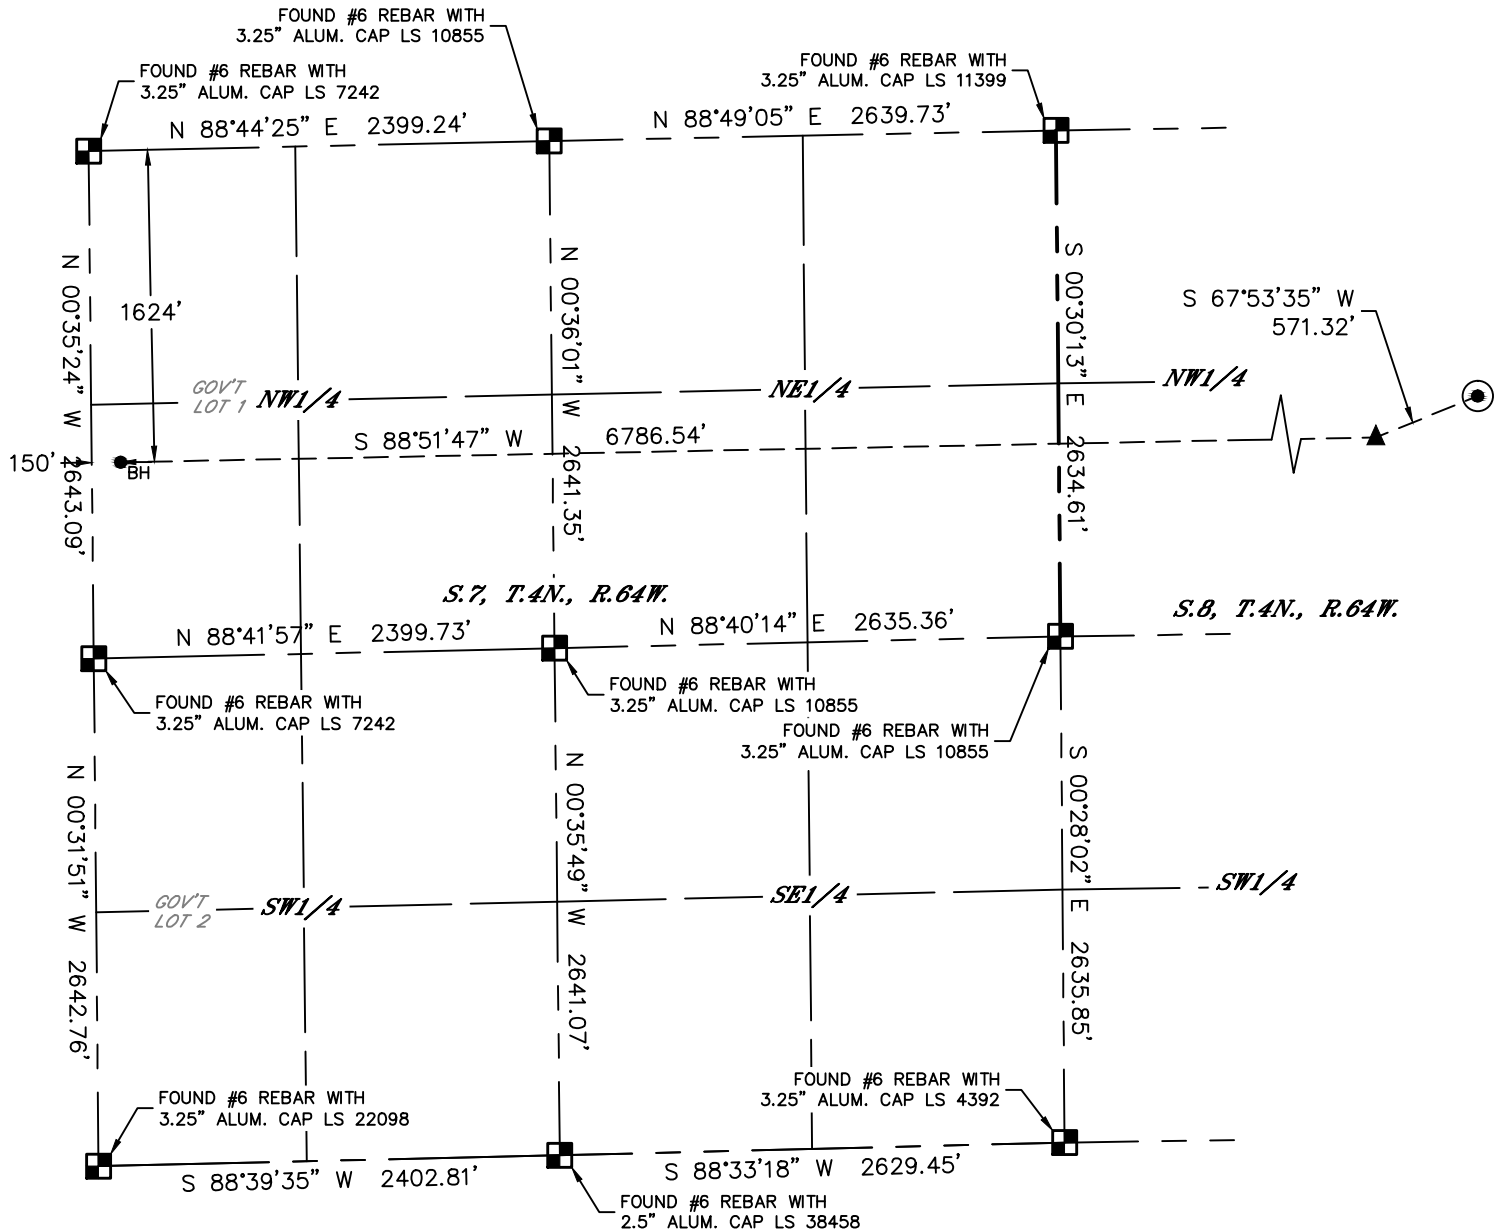 FOUND #6 REBAR WITH
3.25" ALUM. CAP LS 10855
FOUND #6 REBAR WITH
3.25" ALUM. CAP LS 7242
FOUND #6 REBAR WITH
3.25" ALUM. CAP LS 11399
N 88°44'25" E 2399.24'
N 88°49'05" E 2639.73'
N 00°35'24" W 2643.09'
1624'
N 00°36'01" W 2641.35'
S 00°30'13" E 2634.61'
S 67°53'35" W
571.32'
GOV'T
LOT 1
NW1/4
NE1/4
NW1/4
S 88°51'47" W 6786.54'
150'
BH
S.7, T.4N., R.64W.
S.8, T.4N., R.64W.
N 88°41'57" E 2399.73'
N 88°40'14" E 2635.36'
FOUND #6 REBAR WITH
3.25" ALUM. CAP LS 7242
FOUND #6 REBAR WITH
3.25" ALUM. CAP LS 10855
FOUND #6 REBAR WITH
3.25" ALUM. CAP LS 10855
N 00°31'51" W 2642.76'
N 00°35'49" W 2641.07'
S 00°28'02" E 2635.85'
GOV'T
LOT 2
SW1/4
SE1/4
SW1/4
FOUND #6 REBAR WITH
3.25" ALUM. CAP LS 22098
FOUND #6 REBAR WITH
3.25" ALUM. CAP LS 4392
S 88°39'35" W 2402.81'
S 88°33'18" W 2629.45'
FOUND #6 REBAR WITH
2.5" ALUM. CAP LS 38458